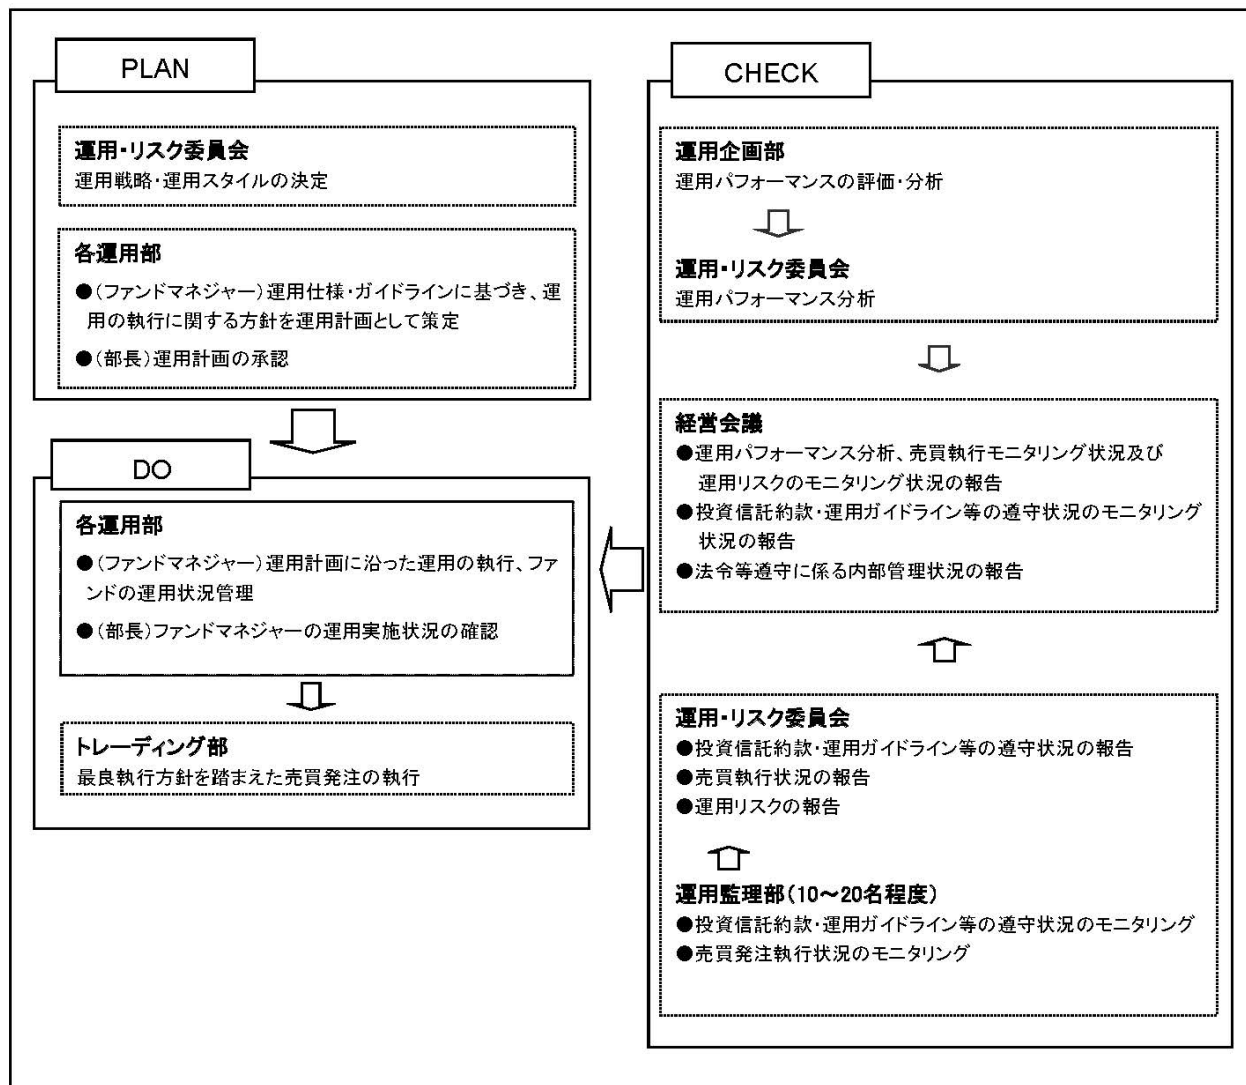 PLAN
運用・リスク委員会
運用戦略・運用スタイルの決定
各運用部
●(ファンドマネジャー)運用仕様・ガイドラインに基づき、運
用の執行に関する方針を運用計画として策定
●(部長)運用計画の承認
DO
各運用部
●(ファンドマネジャー)運用計画に沿った運用の執行、ファ
ンドの運用状況管理
●(部長)ファンドマネジャーの運用実施状況の確認
トレーディング部
最良執行方針を踏まえた売買発注の執行
CHECK
運用企画部
運用パフォーマンスの評価・分析
運用・リスク委員会
運用パフォーマンス分析
経営会議
●運用パフォーマンス分析、売買執行モニタリング状況及び
運用リスクのモニタリング状況の報告
●投資信託約款・運用ガイドライン等の遵守状況のモニタリング
状況の報告
●法令等遵守に係る内部管理状況の報告
運用・リスク委員会
●投資信託約款・運用ガイドライン等の遵守状況の報告
●売買執行状況の報告
●運用リスクの報告
運用監理部(10～20名程度)
●投資信託約款・運用ガイドライン等の遵守状況のモニタリング
●売買発注執行状況のモニタリング